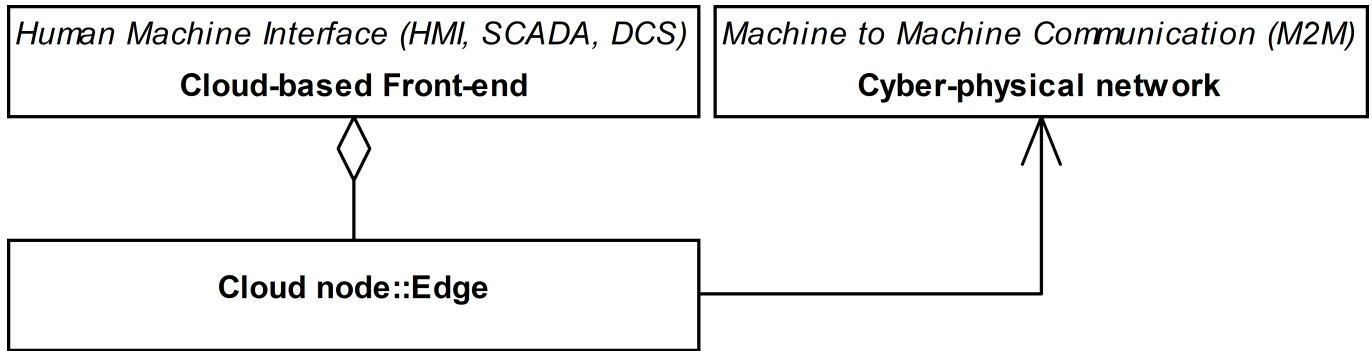 Human Machine Interface (HMI, SCADA, DCS)
Cloud-based Front-end
Machine to Machine Communication (M2M)
Cyber-physical network
Cloud node::Edge